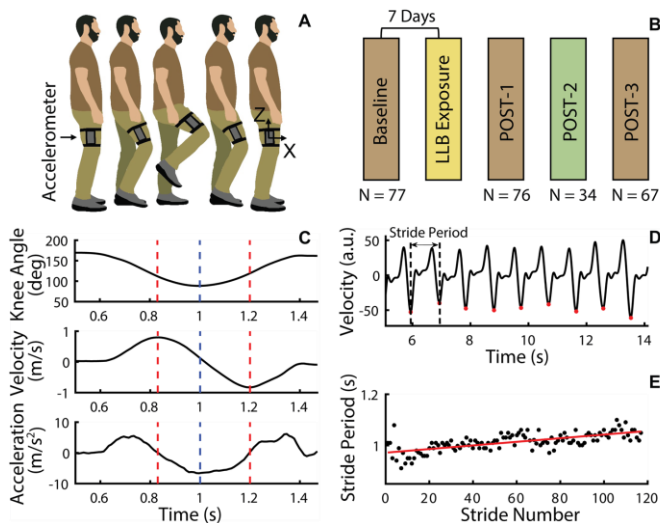 A
Accelerometer
Z
X
B
7 Days
Baseline
LLB Exposure
POST-1
POST-2
POST-3
N = 77
N = 76
N = 34
N = 67
C
Knee Angle
(deg)
200
150
100
50
0.6
0.8
1
1.2
1.4
Velocity
(m/s)
1
0
-1
0.6
0.8
1
1.2
1.4
Acceleration
(m/s²)
10
0
-10
0.6
0.8
1
1.2
1.4
Time (s)
D
Stride Period
Velocity
(a.u.)
50
0
-50
6
8
10
12
14
Time (s)
E
Stride Period (s)
1.2
1
0
20
40
60
80
100
120
Stride Number